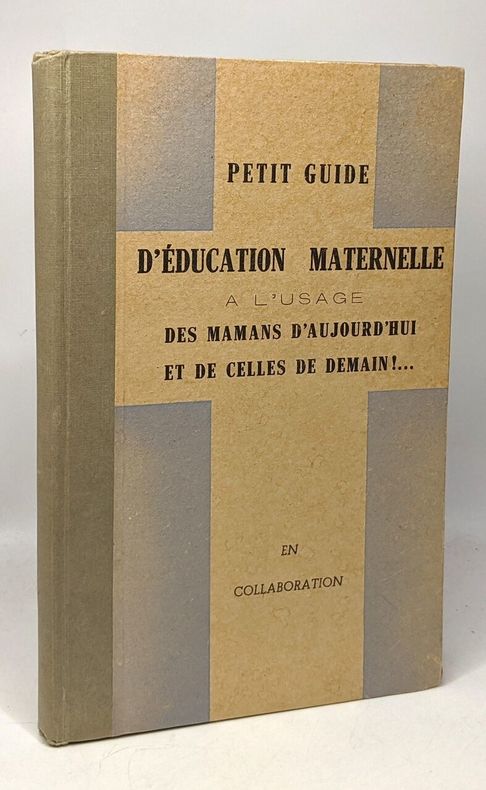 PETIT GUIDE
D'ÉDUCATION MATERNELLE
A L'USAGE
DES MAMANS D'AUJOURD'HUI
ET DE CELLES DE DEMAIN!...
EN
COLLABORATION